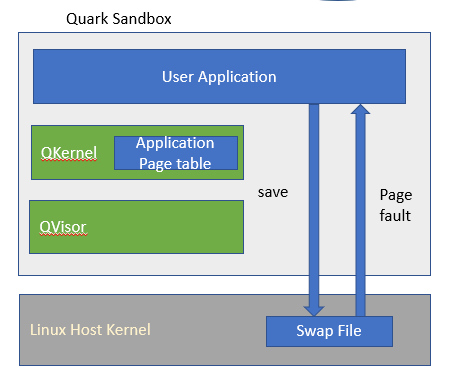 Quark Sandbox
User Application
QKernel
Application
Page table
save
Page
fault
QVisor
Linux Host Kernel
Swap File